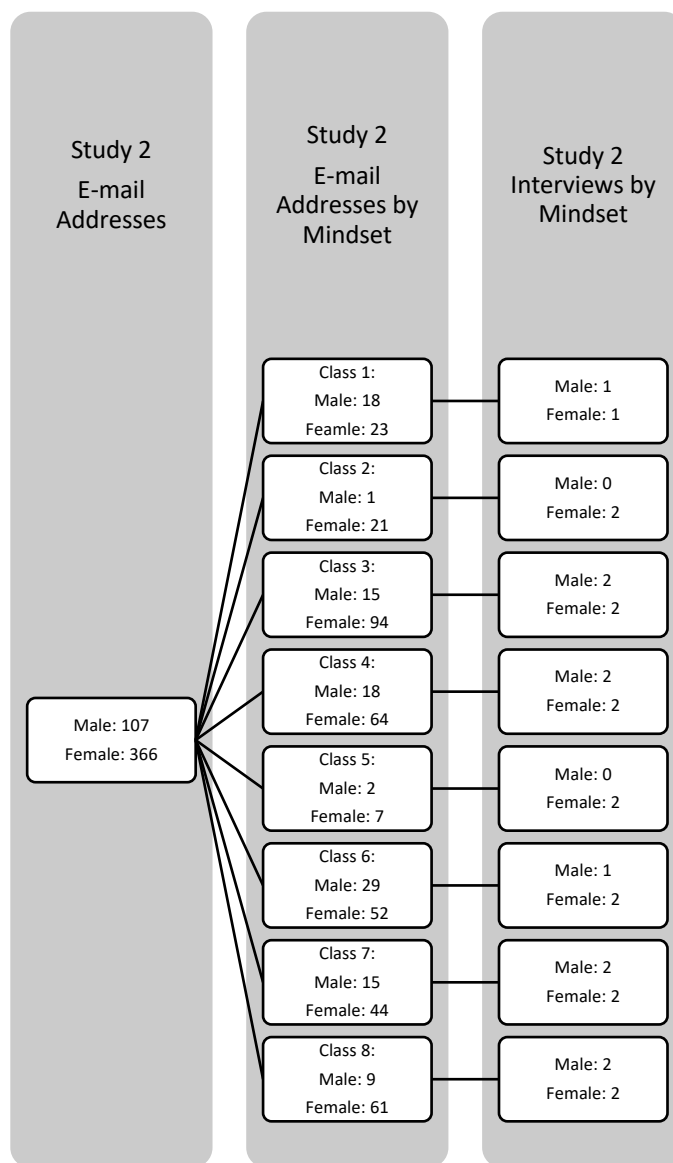 Study 2
E-mail
Addresses
Study 2
E-mail
Addresses by
Mindset
Study 2
Interviews by
Mindset
Male: 107
Female: 366
Class 1:
Male: 18
Feamle: 23
Class 2:
Male: 1
Female: 21
Class 3:
Male: 15
Female: 94
Class 4:
Male: 18
Female: 64
Class 5:
Male: 2
Female: 7
Class 6:
Male: 29
Female: 52
Class 7:
Male: 15
Female: 44
Class 8:
Male: 9
Female: 61
Male: 1
Female: 1
Male: 0
Female: 2
Male: 2
Female: 2
Male: 2
Female: 2
Male: 0
Female: 2
Male: 1
Female: 2
Male: 2
Female: 2
Male: 2
Female: 2